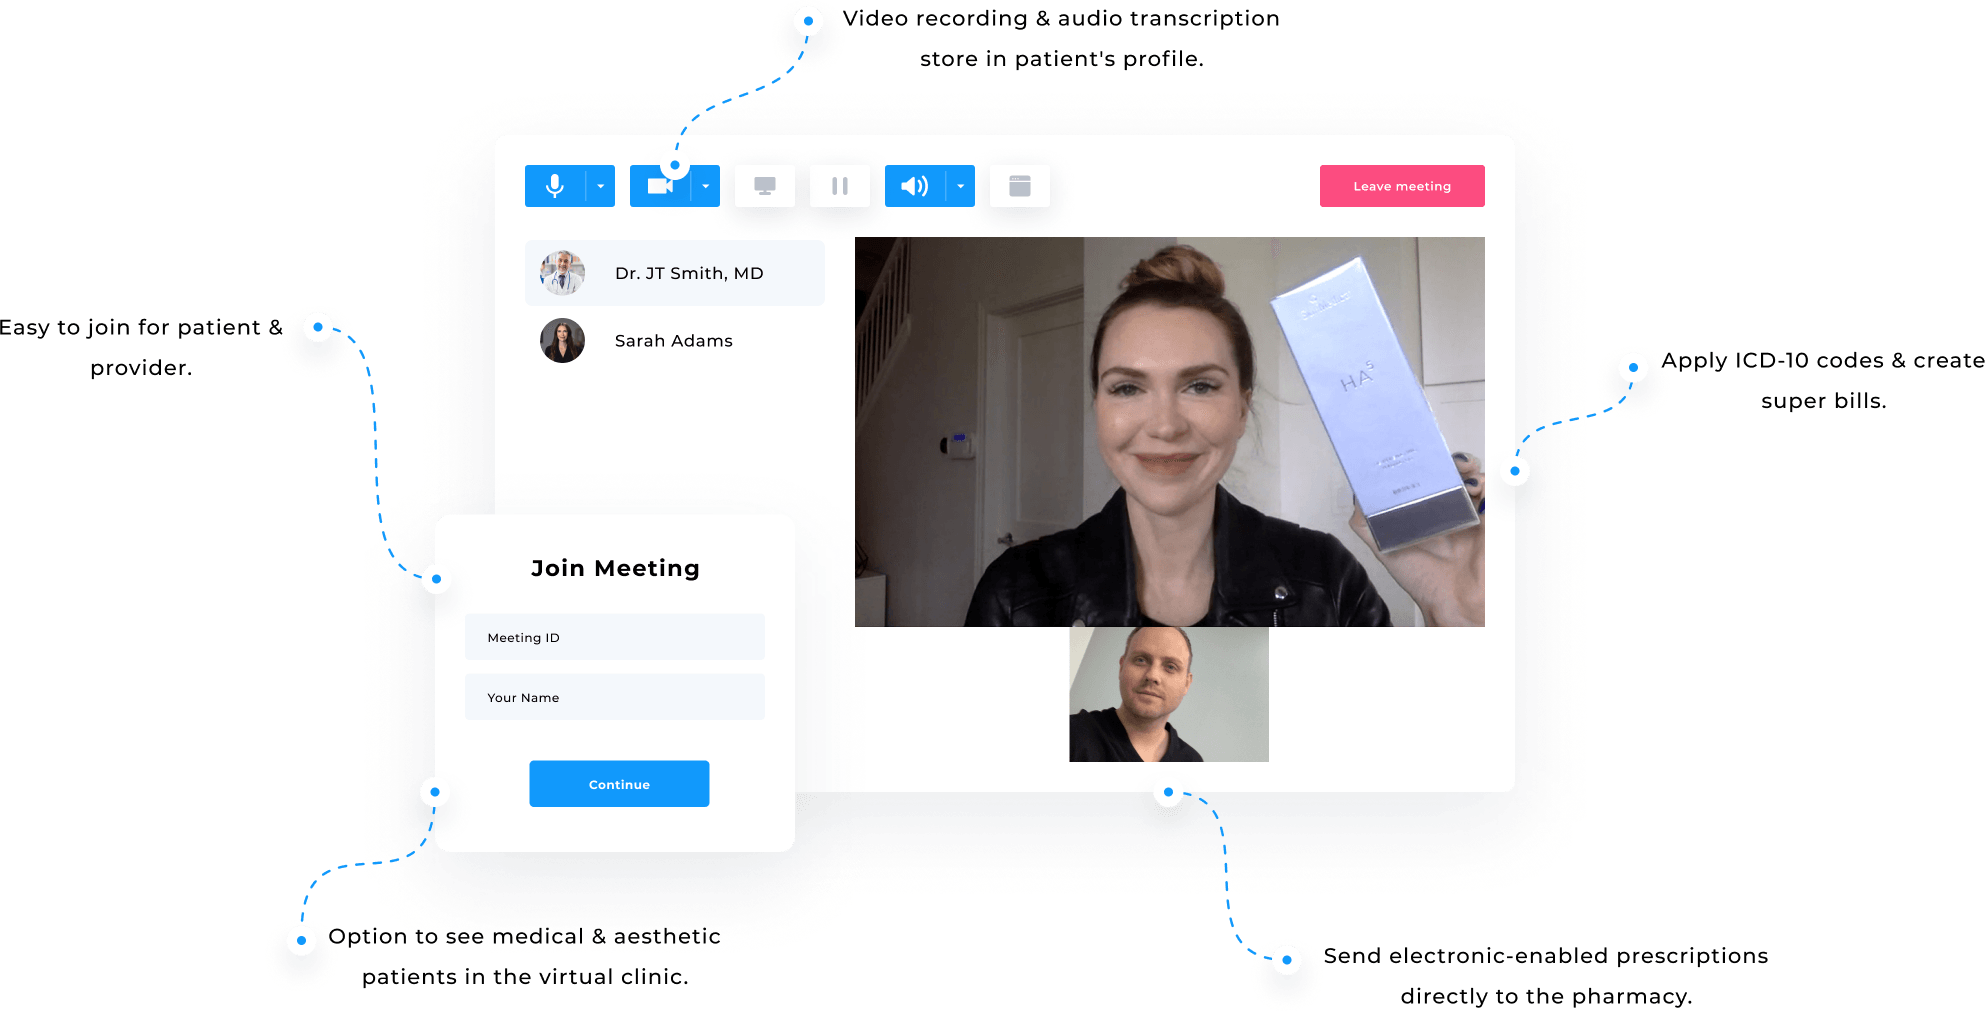 Video recording & audio transcription
store in patient's profile.
Leave meeting
Dr. JT Smith, MD
Sarah Adams
Easy to join for patient &
provider.
Apply ICD-10 codes & create
super bills.
HA5
Join Meeting
Meeting ID
Your Name
Continue
Option to see medical & aesthetic
patients in the virtual clinic.
Send electronic-enabled prescriptions
directly to the pharmacy.